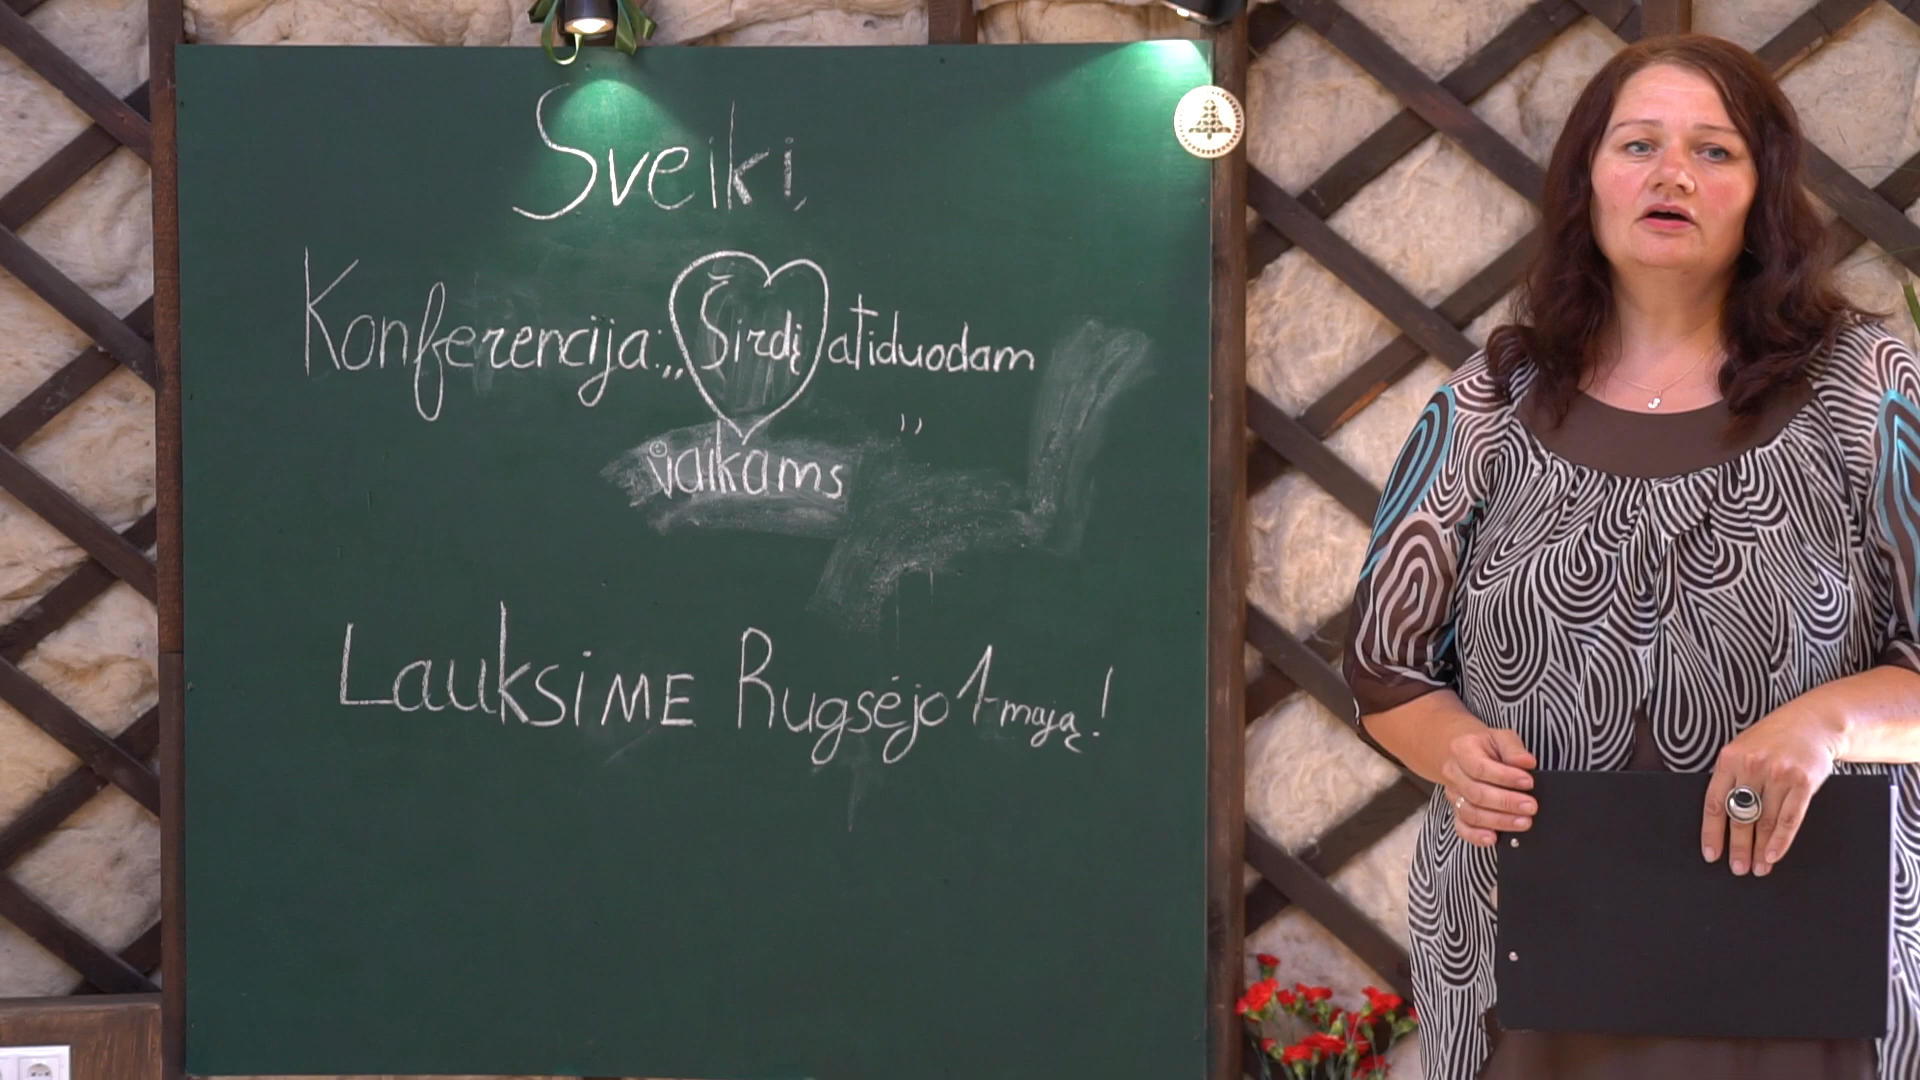 Sveiki,
Konferencija: „Širdį atiduodam
vaikams"
LauksiME Rugsėjo 1-mają!